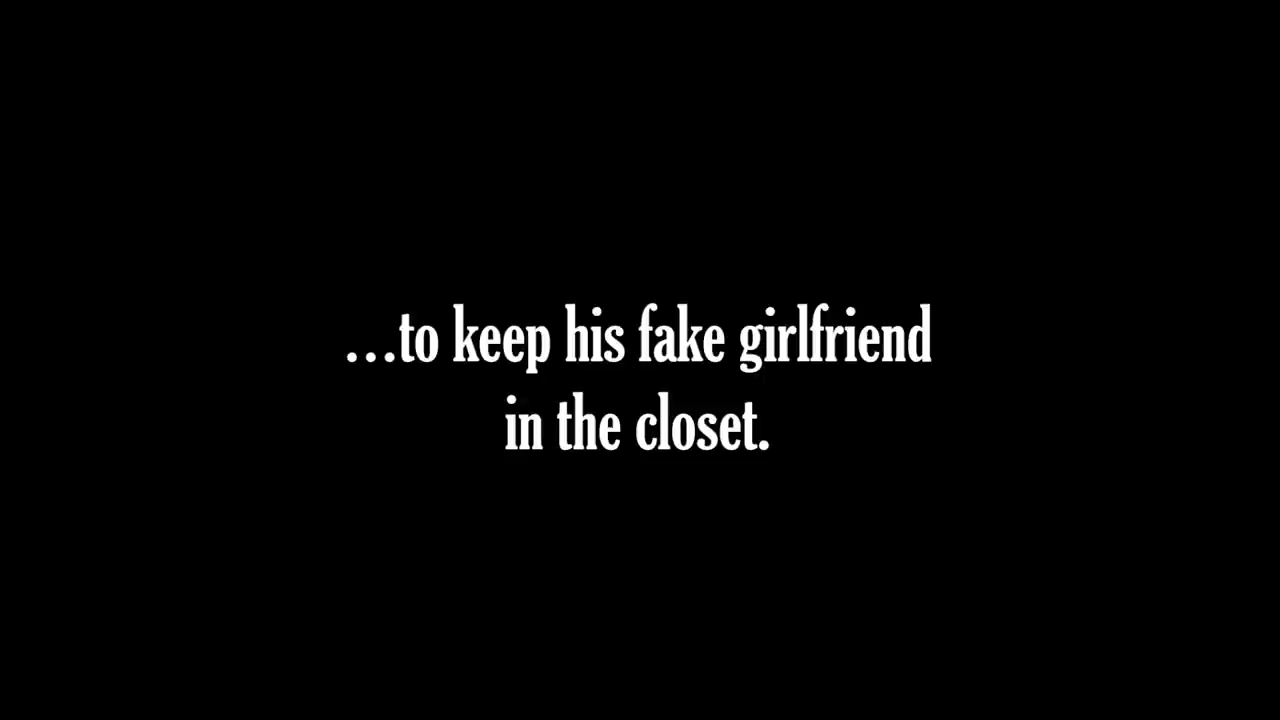 ...to keep his fake girlfriend
in the closet.